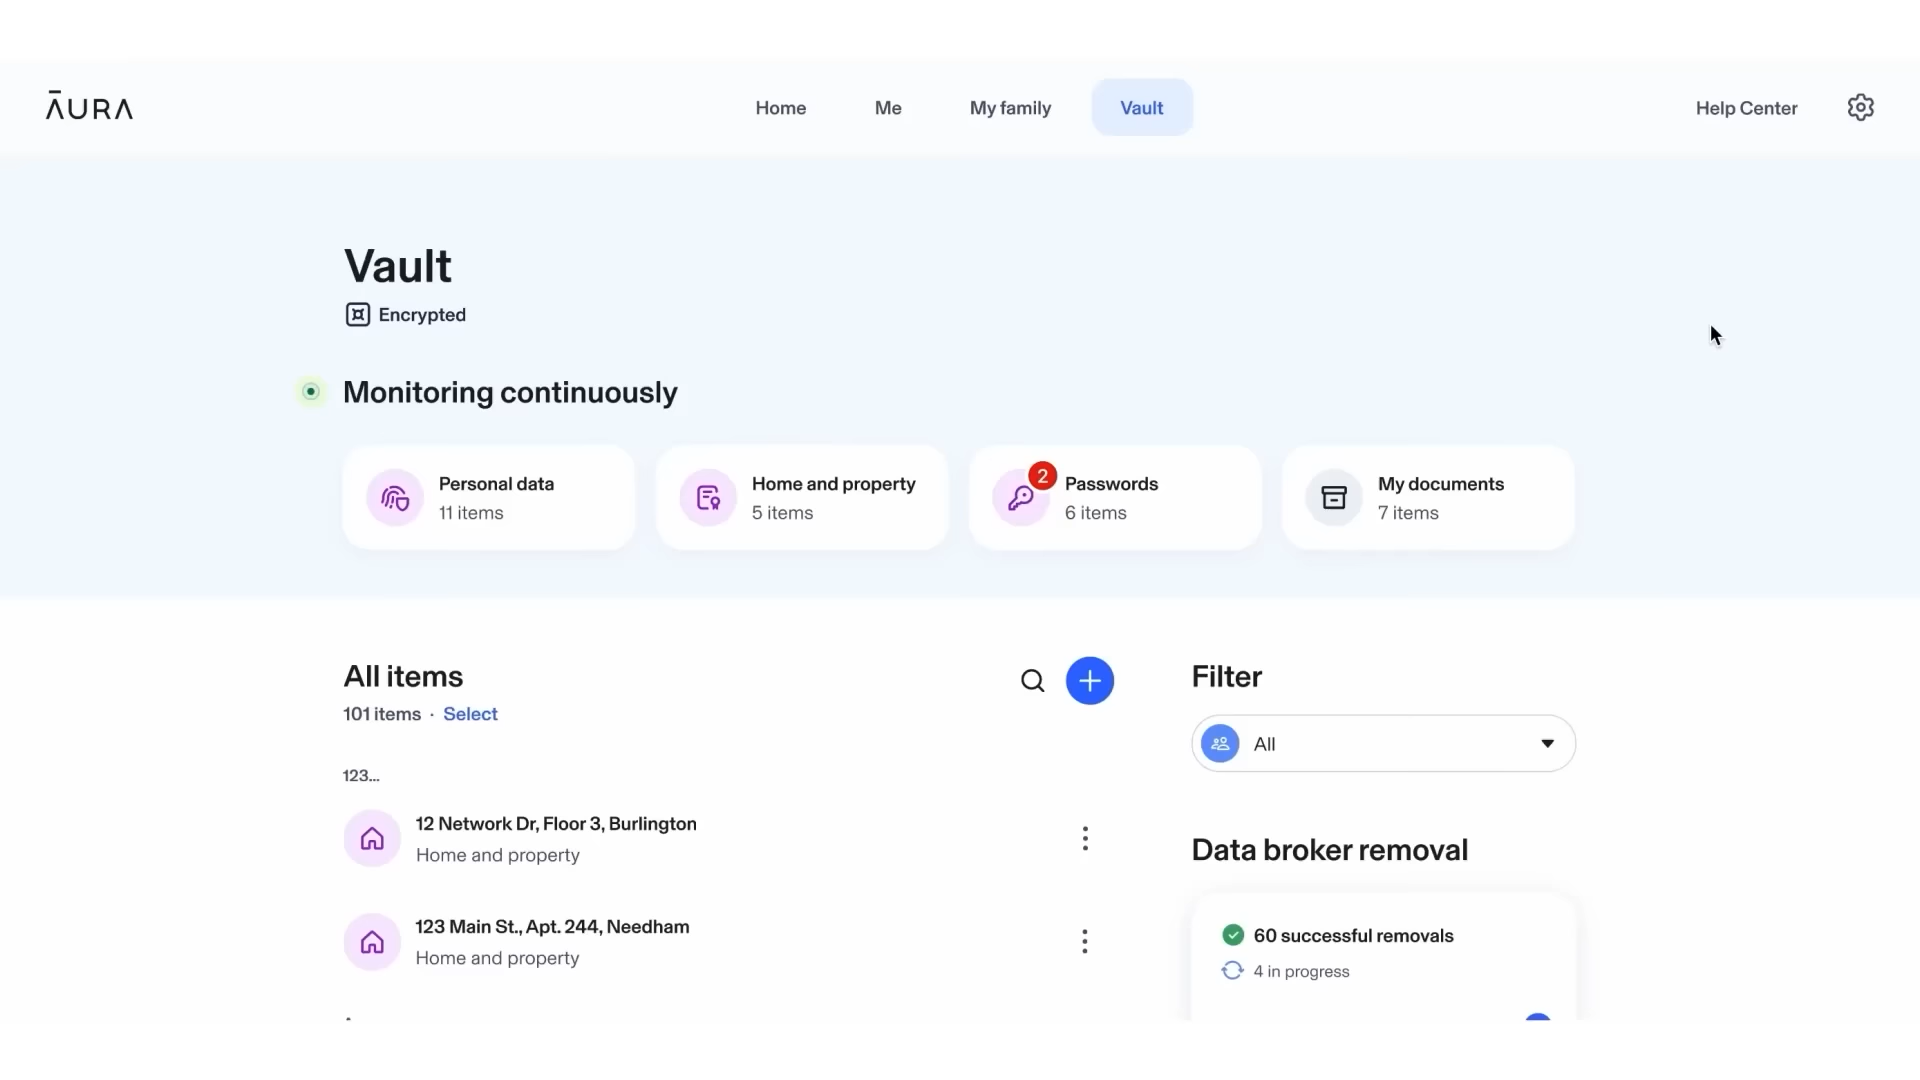 ĀURA
Home
Me
My family
Vault
Help Center
Vault
Encrypted
Monitoring continuously
Personal data
11 items
Home and property
5 items
2
Passwords
6 items
My documents
7 items
All items
101 items · Select
Filter
All
123...
12 Network Dr, Floor 3, Burlington
Home and property
123 Main St., Apt. 244, Needham
Home and property
Data broker removal
60 successful removals
4 in progress